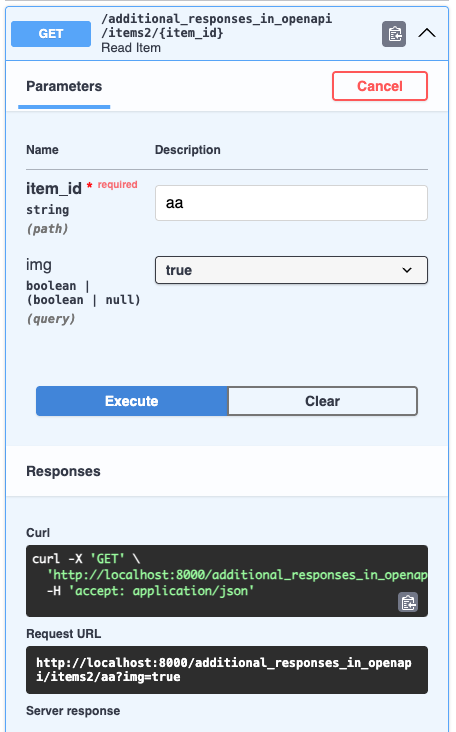 GET
/additional_responses_in_openapi
/items2/{item_id}
Read Item
Parameters
Cancel
Name Description
item_id * required
string
(path)
aa
img
boolean |
(boolean | null)
(query)
true
Execute Clear
Responses
Curl
curl -X 'GET' \
'http://localhost:8000/additional_responses_in_openap
-H 'accept: application/json'
Request URL
http://localhost:8000/additional_responses_in_openap
i/items2/aa?img=true
Server response